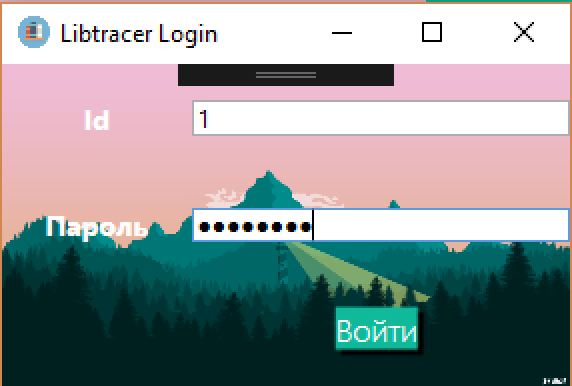 Libtracer Login
Id
1
Пароль
Войти